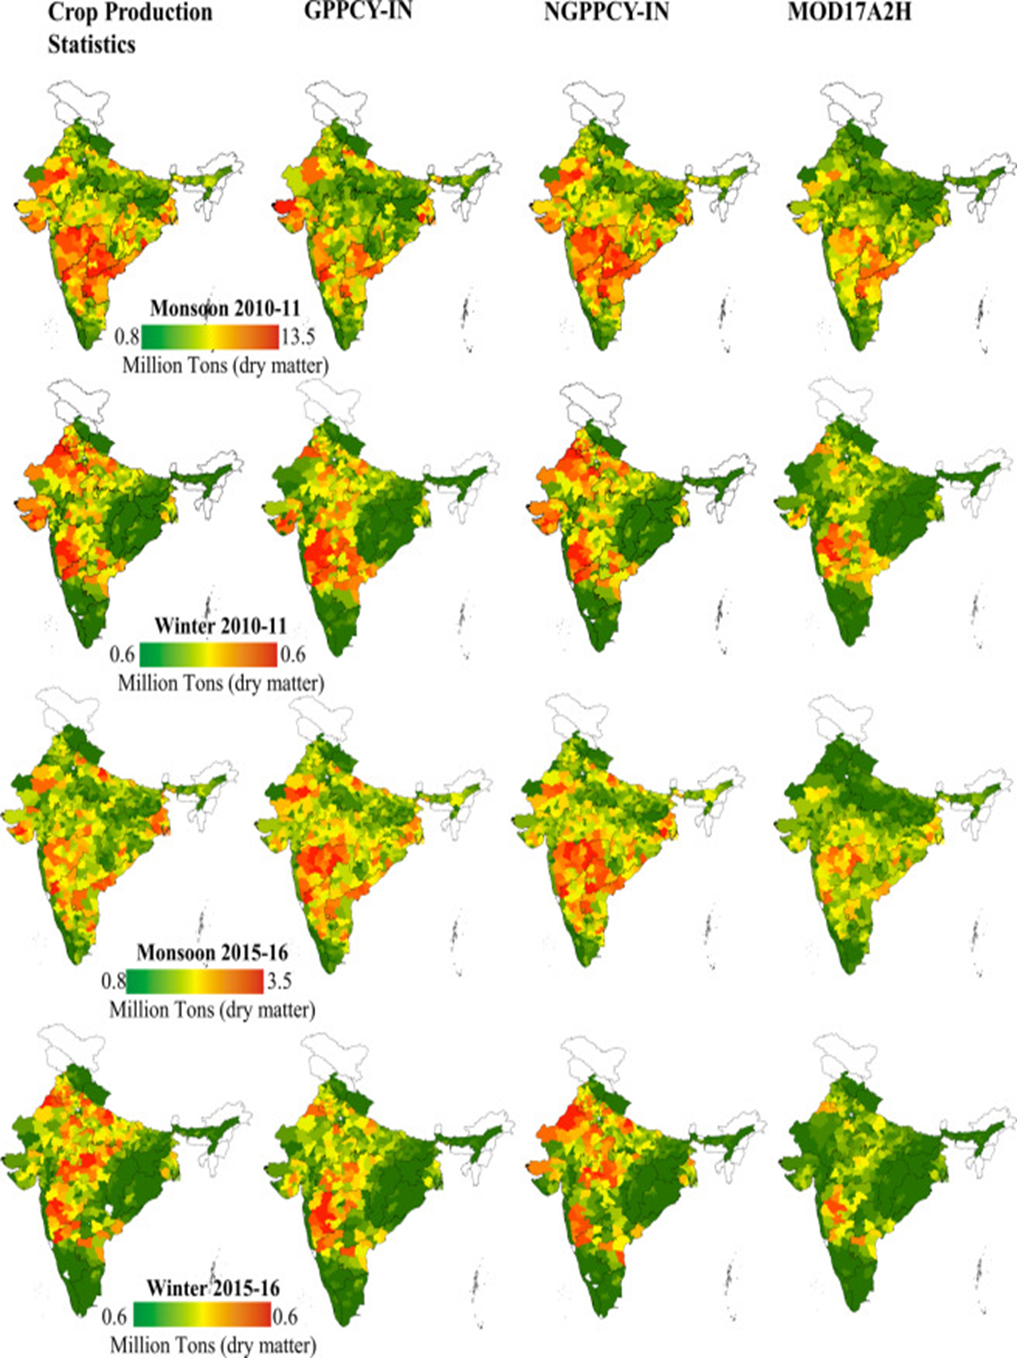 Crop Production
Statistics
GPPCY-IN
NGPPCY-IN
MOD17A2H
Monsoon 2010-11
0.8 13.5
Million Tons (dry matter)
Winter 2010-11
0.6 0.6
Million Tons (dry matter)
Monsoon 2015-16
0.8 3.5
Million Tons (dry matter)
Winter 2015-16
0.6 0.6
Million Tons (dry matter)